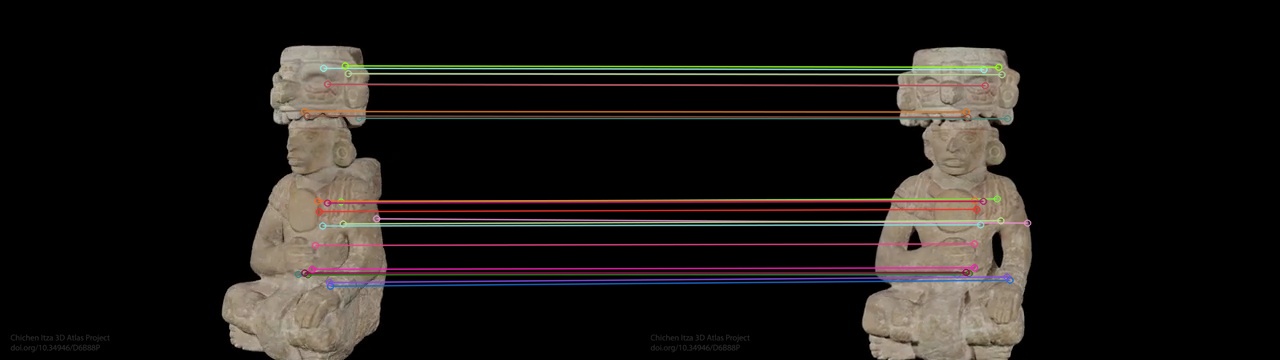 Chichen Itza 3D Atlas Project
doi.org/10.34946/D6B88P
Chichen Itza 3D Atlas Project
doi.org/10.34946/D6B88P